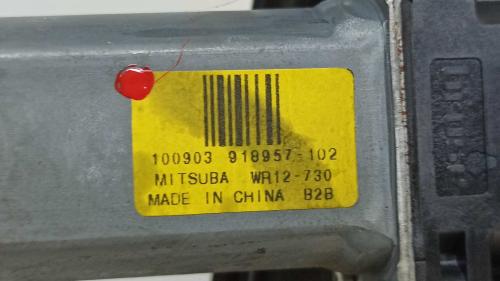 100903 918957-102
MITSUBA WR12-730
MADE IN CHINA B2B